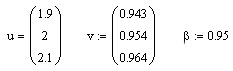 u = ( 1.9 2 2.1 ) v := ( 0.943 0.954 0.964 ) β := 0.95